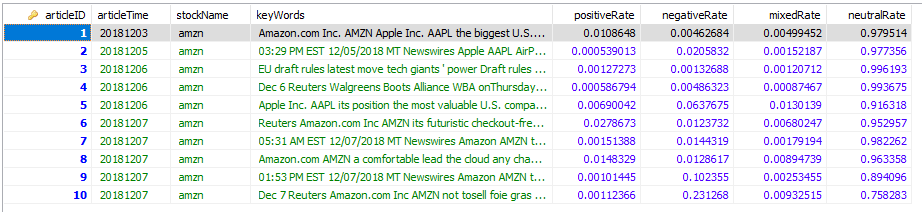 articleID articleTime stockName keyWords positiveRate negativeRate mixedRate neutralRate
1 20181203 amzn Amazon.com Inc. AMZN Apple Inc. AAPL the biggest U.S.... 0.0108648 0.00462684 0.00499452 0.979514
2 20181205 amzn 03:29 PM EST 12/05/2018 MT Newswires Apple AAPL AirP... 0.000539013 0.0205832 0.00152187 0.977356
3 20181206 amzn EU draft rules latest move tech giants ' power Draft rules ... 0.00127273 0.00132688 0.00120712 0.996193
4 20181206 amzn Dec 6 Reuters Walgreens Boots Alliance WBA onThursday... 0.000586794 0.00486323 0.00087467 0.993675
5 20181206 amzn Apple Inc. AAPL its position the most valuable U.S. compa... 0.00690042 0.0637675 0.0130139 0.916318
6 20181207 amzn Reuters Amazon.com AMZN its futuristic checkout-fre... 0.0278673 0.0123732 0.00680247 0.952957
7 20181207 amzn 05:31 AM EST 12/07/2018 MT Newswires Amazon AMZN t... 0.00151388 0.0144319 0.00179194 0.982262
8 20181207 amzn Amazon.com AMZN a comfortable lead the cloud any cha... 0.0148329 0.0128617 0.00894739 0.963358
9 20181207 amzn 01:53 PM EST 12/07/2018 MT Newswires Amazon AMZN t... 0.00101445 0.102355 0.00253455 0.894096
10 20181207 amzn Dec 7 Reuters Amazon.com Inc AMZN not tosell foie gras ... 0.00112366 0.231268 0.00932515 0.758283